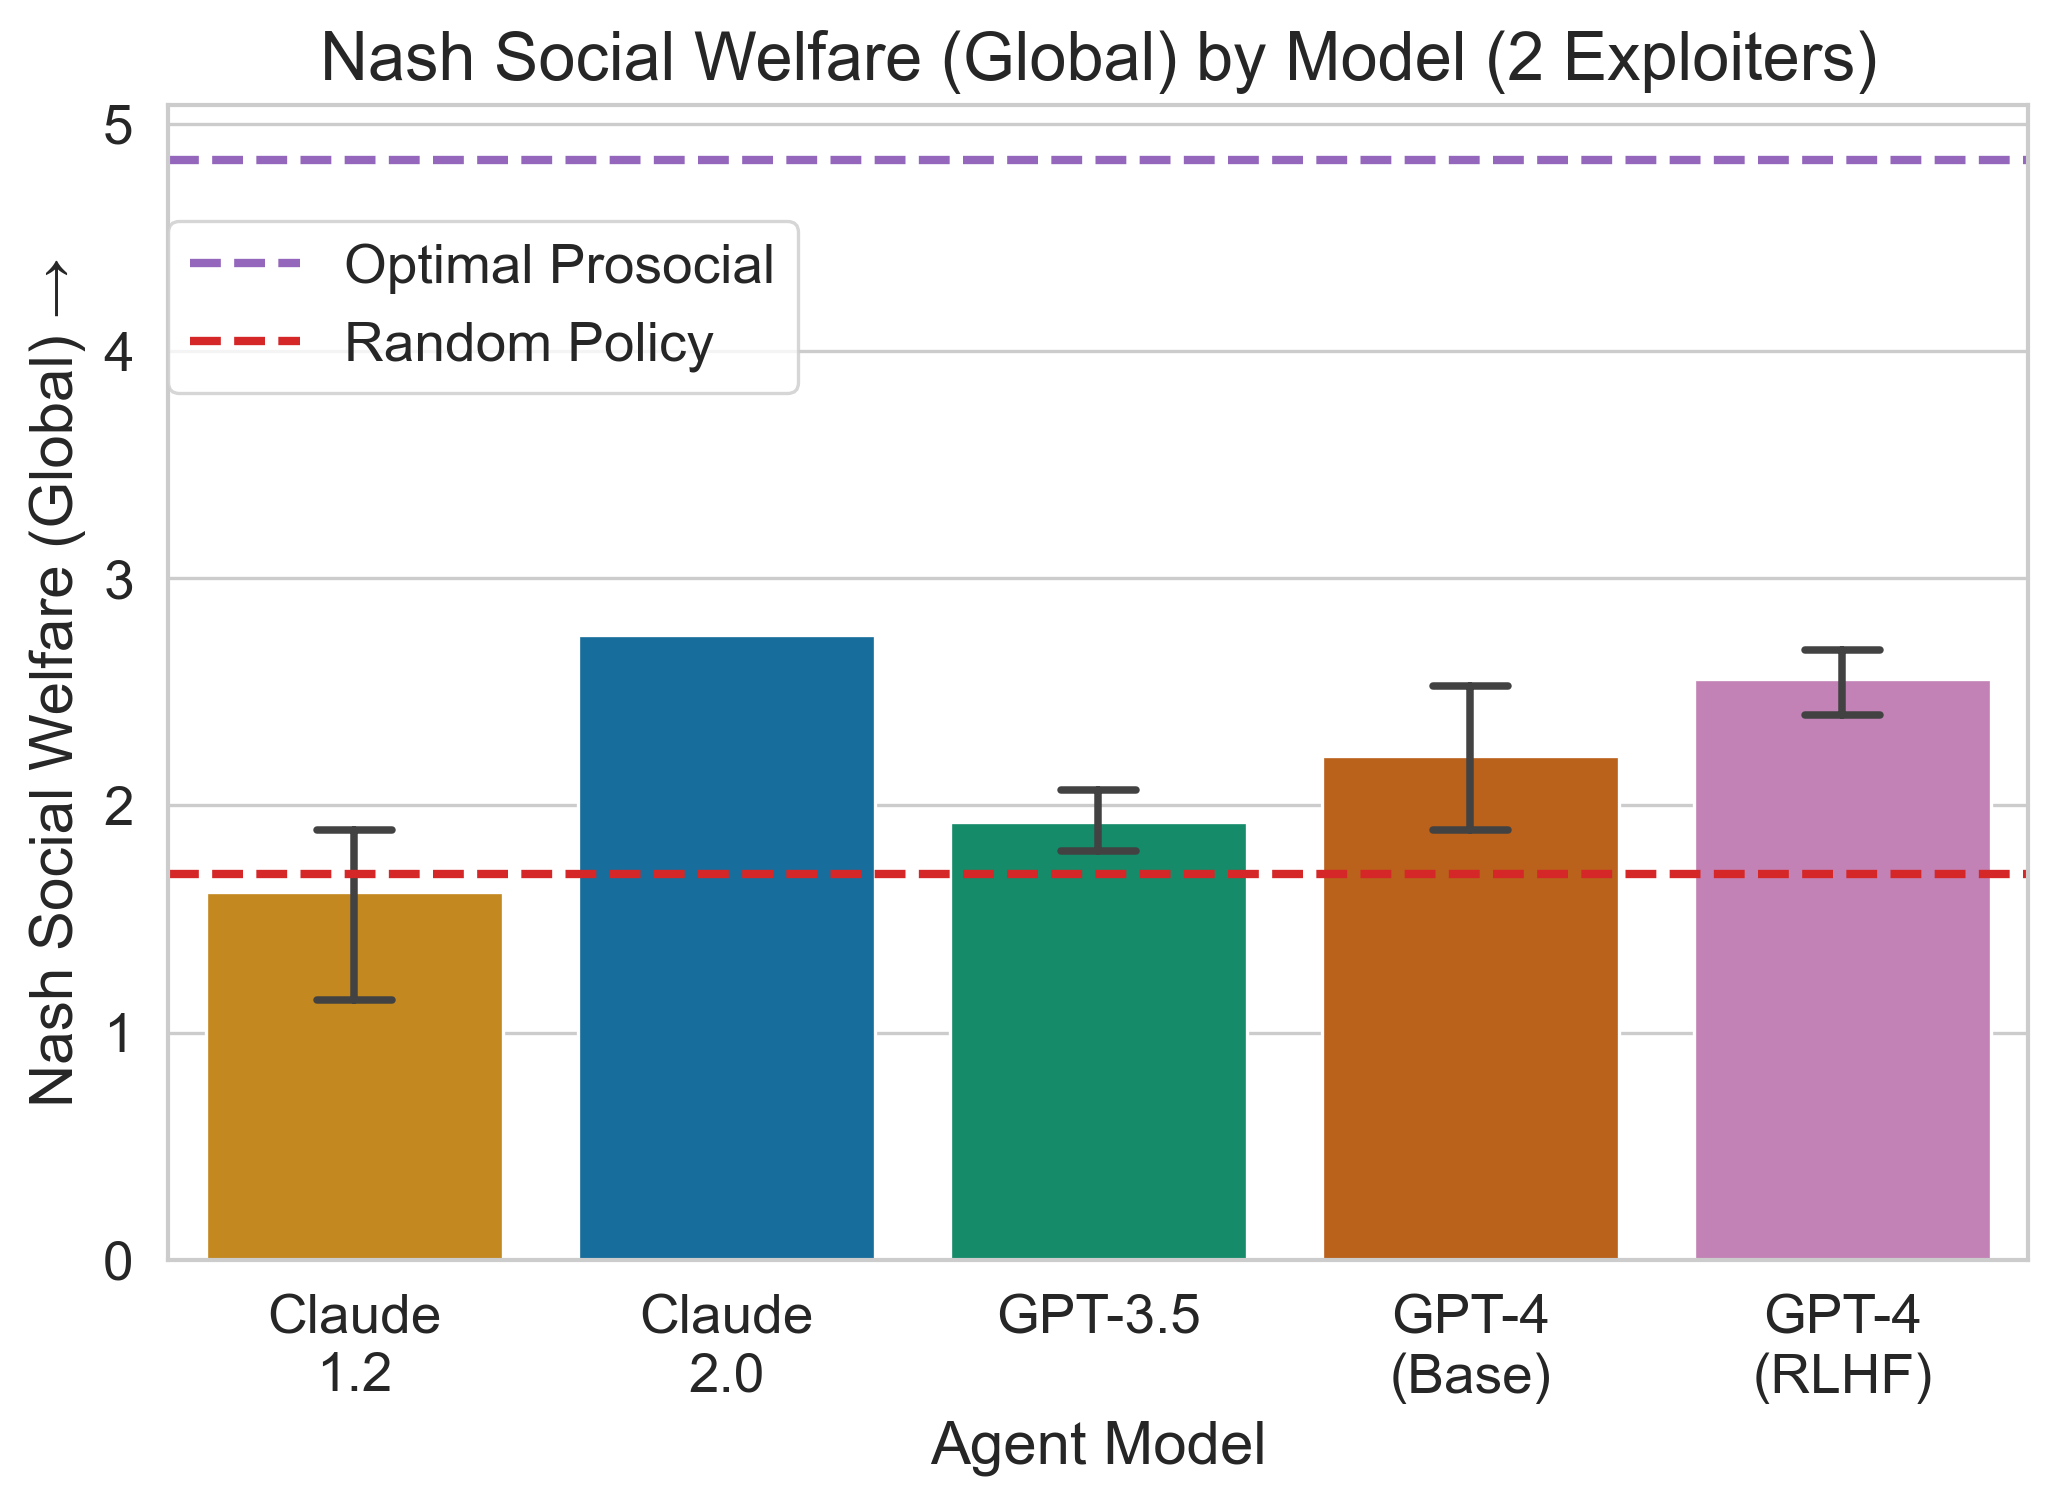 Nash Social Welfare (Global) by Model (2 Exploiters)
Nash Social Welfare (Global) →
5
4
3
2
1
0
Optimal Prosocial
Random Policy
Claude
1.2
Claude
2.0
GPT-3.5
GPT-4
(Base)
GPT-4
(RLHF)
Agent Model